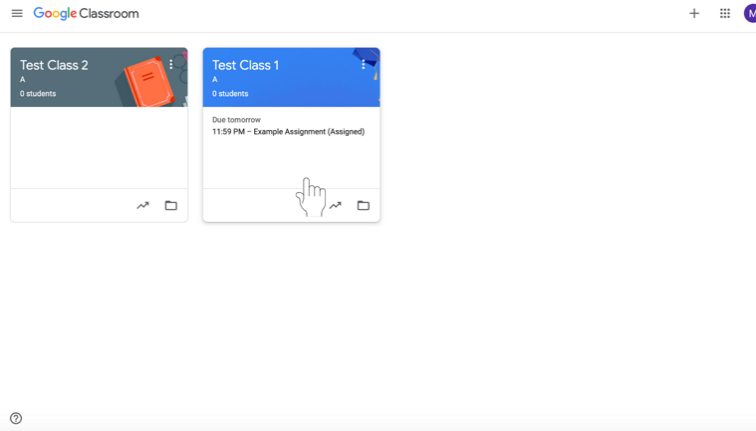 Google Classroom
M
Test Class 2
A
0 students
Test Class 1
A
0 students
Due tomorrow
11:59 PM – Example Assignment (Assigned)